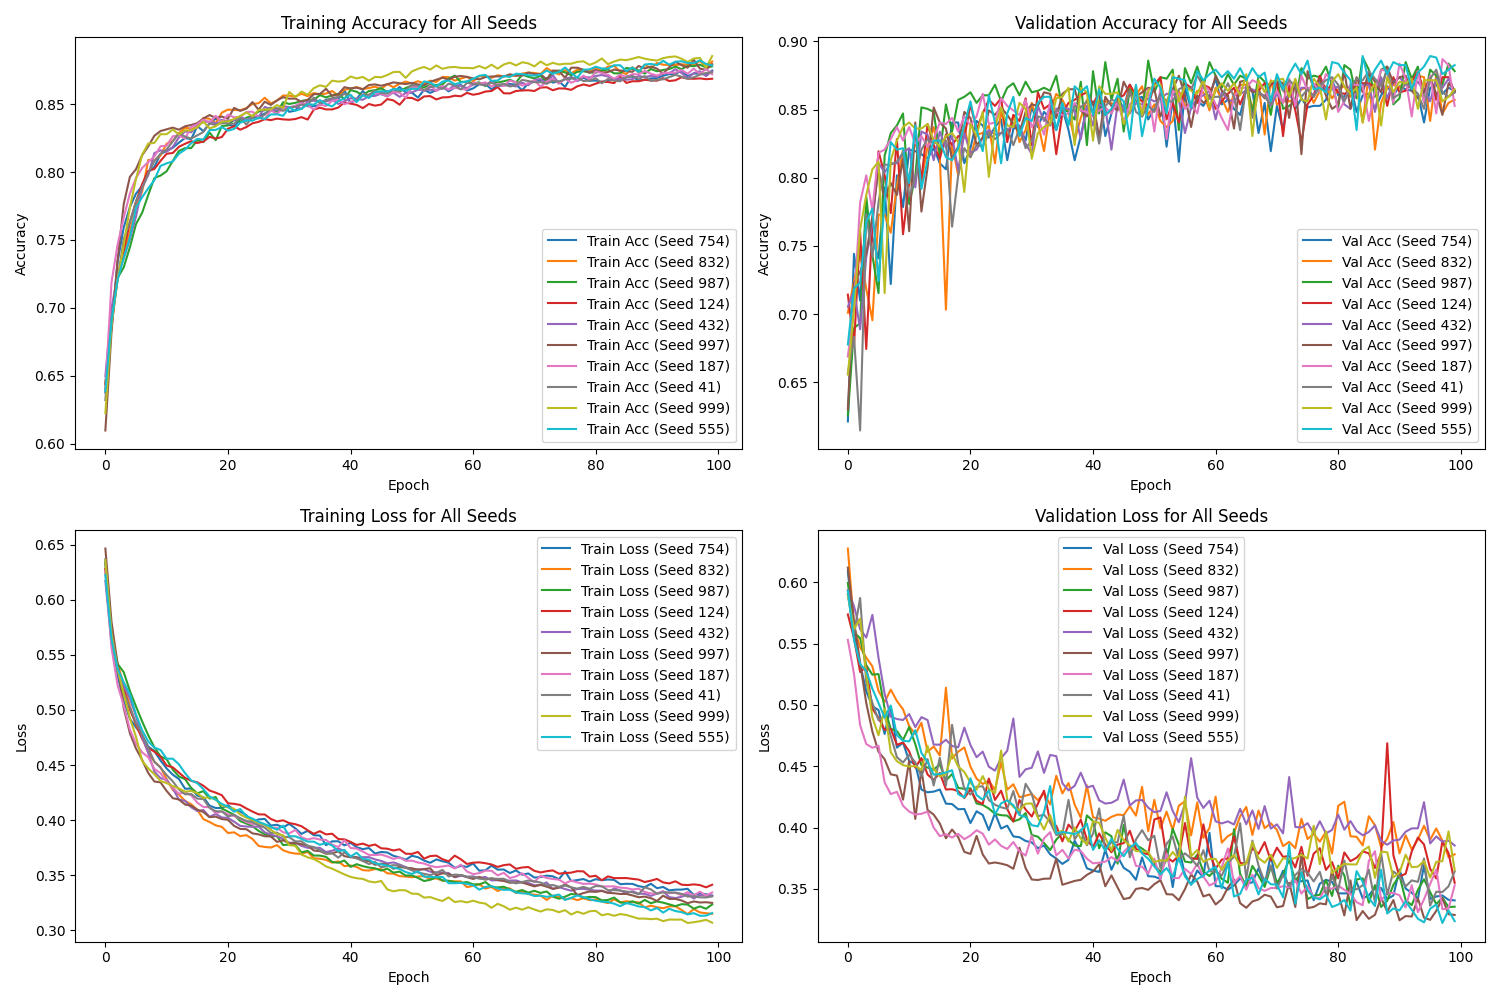 Training Accuracy for All Seeds
Accuracy
0.85
0.80
0.75
0.70
0.65
0.60
Train Acc (Seed 754)
Train Acc (Seed 832)
Train Acc (Seed 987)
Train Acc (Seed 124)
Train Acc (Seed 432)
Train Acc (Seed 997)
Train Acc (Seed 187)
Train Acc (Seed 41)
Train Acc (Seed 999)
Train Acc (Seed 555)
0 20 40 60 80 100
Epoch
Validation Accuracy for All Seeds
Accuracy
0.90
0.85
0.80
0.75
0.70
0.65
Val Acc (Seed 754)
Val Acc (Seed 832)
Val Acc (Seed 987)
Val Acc (Seed 124)
Val Acc (Seed 432)
Val Acc (Seed 997)
Val Acc (Seed 187)
Val Acc (Seed 41)
Val Acc (Seed 999)
Val Acc (Seed 555)
0 20 40 60 80 100
Epoch
Training Loss for All Seeds
Loss
0.65
0.60
0.55
0.50
0.45
0.40
0.35
0.30
Train Loss (Seed 754)
Train Loss (Seed 832)
Train Loss (Seed 987)
Train Loss (Seed 124)
Train Loss (Seed 432)
Train Loss (Seed 997)
Train Loss (Seed 187)
Train Loss (Seed 41)
Train Loss (Seed 999)
Train Loss (Seed 555)
0 20 40 60 80 100
Epoch
Validation Loss for All Seeds
Loss
0.60
0.55
0.50
0.45
0.40
0.35
Val Loss (Seed 754)
Val Loss (Seed 832)
Val Loss (Seed 987)
Val Loss (Seed 124)
Val Loss (Seed 432)
Val Loss (Seed 997)
Val Loss (Seed 187)
Val Loss (Seed 41)
Val Loss (Seed 999)
Val Loss (Seed 555)
0 20 40 60 80 100
Epoch